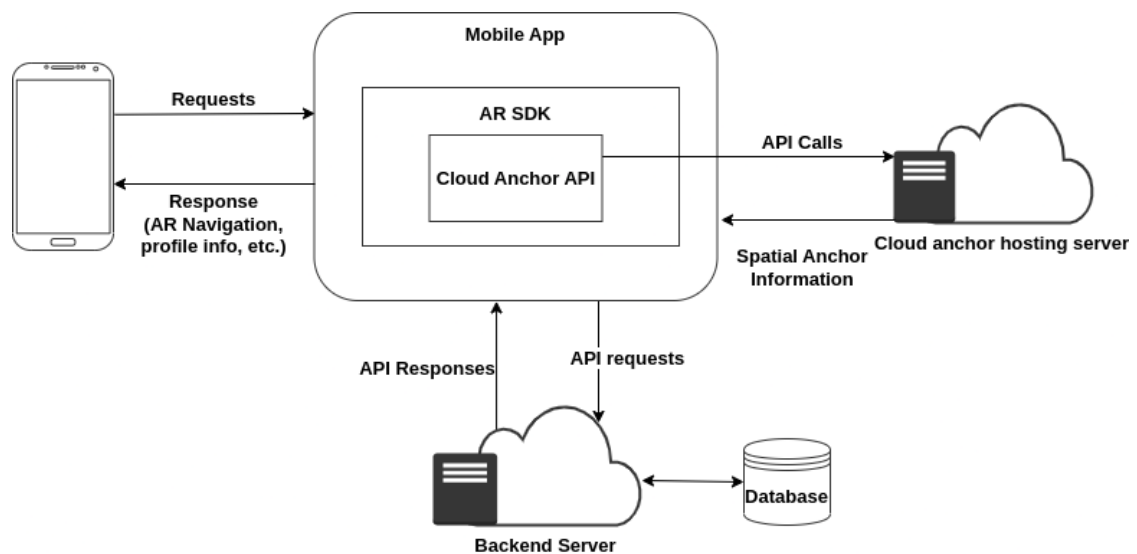 Mobile App
Requests
AR SDK
Cloud Anchor API
API Calls
Response
(AR Navigation,
profile info, etc.)
Cloud anchor hosting server
Spatial Anchor
Information
API Responses
API requests
Database
Backend Server